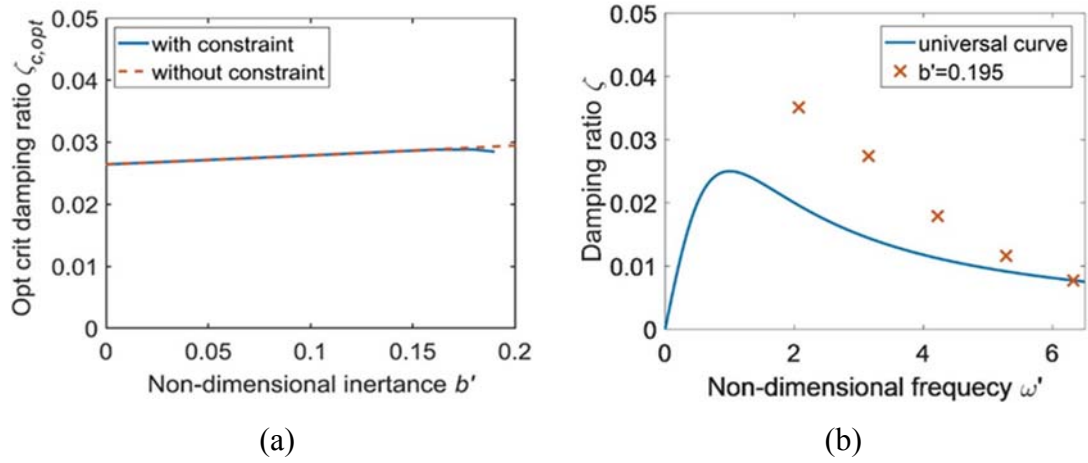 0.05
0.04
0.03
0.02
0.01
0
0 0.05 0.1 0.15 0.2
Opt crit damping ratio ζc,opt
Non-dimensional inertance b'
with constraint
without constraint
(a)
0.05
0.04
0.03
0.02
0.01
0
0 2 4 6
Damping ratio ζ
Non-dimensional frequecy ω'
universal curve
b'=0.195
(b)